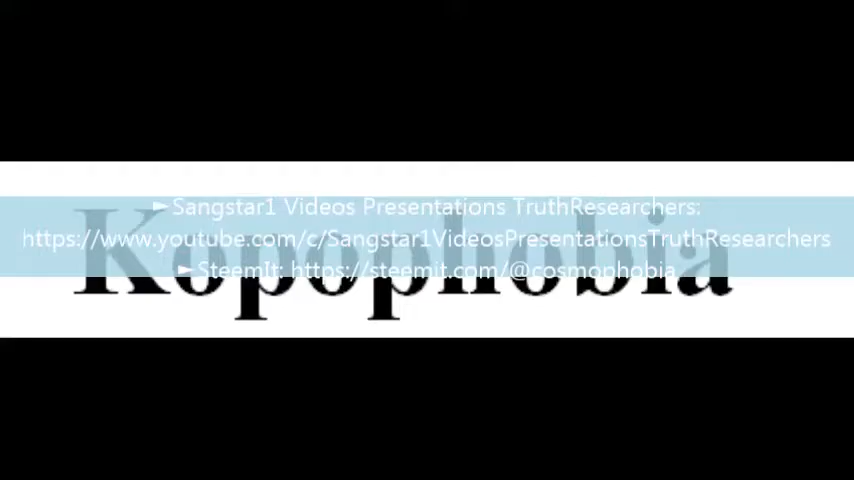 ►Sangstar1 Videos Presentations TruthResearchers:
https://www.youtube.com/c/Sangstar1VideosPresentationsTruthResearchers
►SteemIt: https://steemit.com/@cosmophobia
Kopophobia